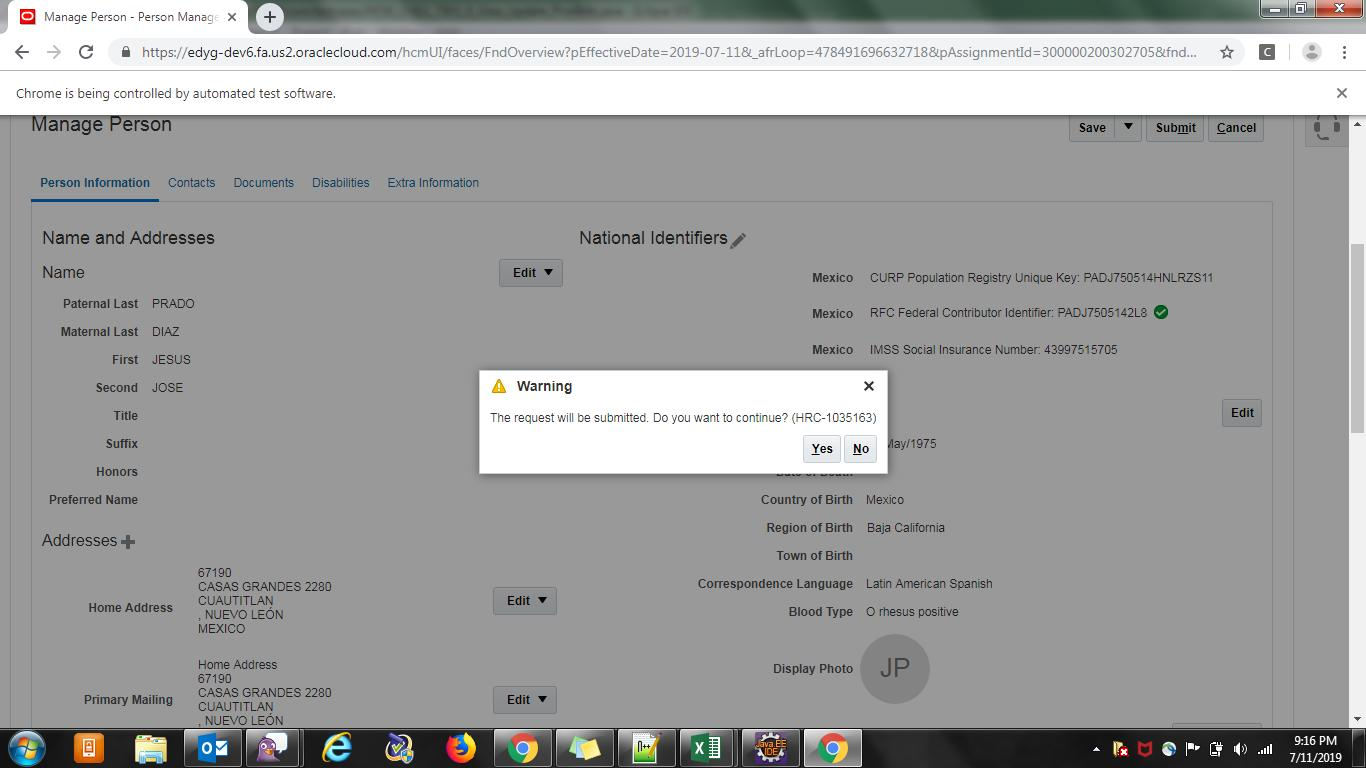 Manage Person - Person Manage
https://edyg-dev6.fa.us2.oraclecloud.com/hcmUI/faces/FndOverview?pEffectiveDate=2019-07-11&_afrLoop=478491696632718&pAssignmentId=300000200302705&fnd...
C
Chrome is being controlled by automated test software.
Manage Person
Save Submit Cancel
Person Information Contacts Documents Disabilities Extra Information
Name and Addresses
Name
Edit
Paternal Last PRADO
Maternal Last DIAZ
First JESUS
Second JOSE
Title
Suffix
Honors
Preferred Name
Addresses
Home Address
67190
CASAS GRANDES 2280
CUAUTITLAN
, NUEVO LEÓN
MEXICO
Edit
Primary Mailing
Home Address
67190
CASAS GRANDES 2280
CUAUTITLAN
, NUEVO LEÓN
Edit
National Identifiers
Mexico CURP Population Registry Unique Key: PADJ750514HNLRZS11
Mexico RFC Federal Contributor Identifier: PADJ7505142L8
Mexico IMSS Social Insurance Number: 43997515705
Warning
The request will be submitted. Do you want to continue? (HRC-1035163)
Yes No
Edit
May/1975
Date of Death
Country of Birth Mexico
Region of Birth Baja California
Town of Birth
Correspondence Language Latin American Spanish
Blood Type O rhesus positive
Display Photo JP
Java EE
IDE
9:16 PM
7/11/2019